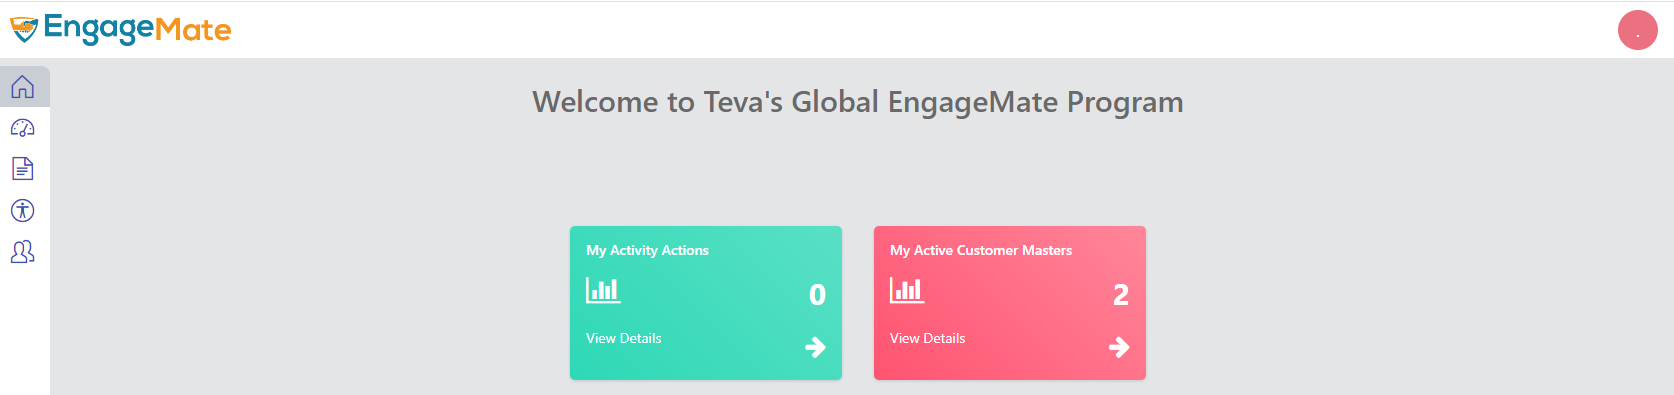 EngageMate
.
Welcome to Teva's Global EngageMate Program
My Activity Actions
0
View Details
My Active Customer Masters
2
View Details